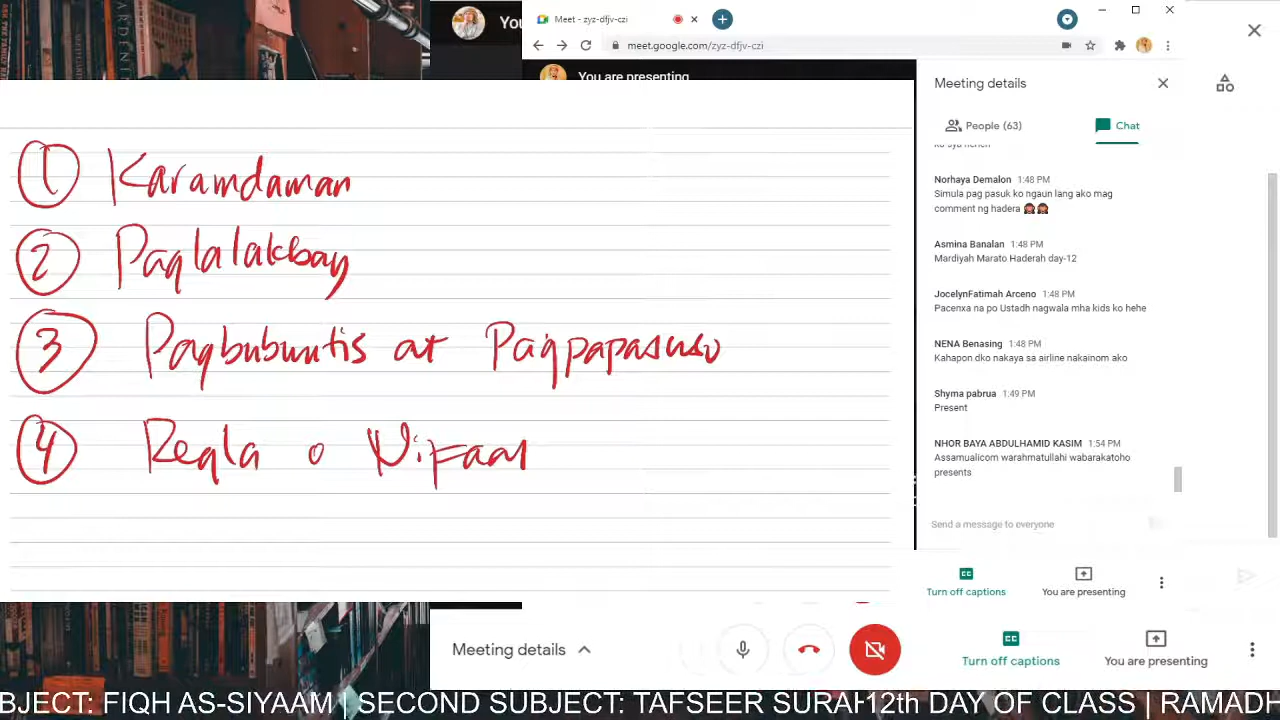 You
Meet - zyz-dfjv-czi
meet.google.com/zyz-dfjv-czi
You are presenting
① Karamdaman
② Paglalakbay
③ Pagbubuntis at Pagpapasuso
④ Regla o Nifaas
Meeting details
People (63)
Chat
Norhaya Demalon 1:48 PM
Simula pag pasuk ko ngaun lang ako mag
comment ng hadera
Asmina Banalan 1:48 PM
Mardiyah Marato Haderah day-12
JocelynFatimah Arceno 1:48 PM
Pacenxa na po Ustadh nagwala mha kids ko hehe
NENA Benasing 1:48 PM
Kahapon dko nakaya sa airline nakainom ako
Shyma pabrua 1:49 PM
Present
NHOR BAYA ABDULHAMID KASIM 1:54 PM
Assamualicom warahmatullahi wabarakatoho
presents
Send a message to everyone
Turn off captions
You are presenting
Meeting details
Turn off captions
You are presenting
BJECT: FIQH AS-SIYAAM | SECOND SUBJECT: TAFSEER SURAH 12th DAY OF CLASS | RAMADH